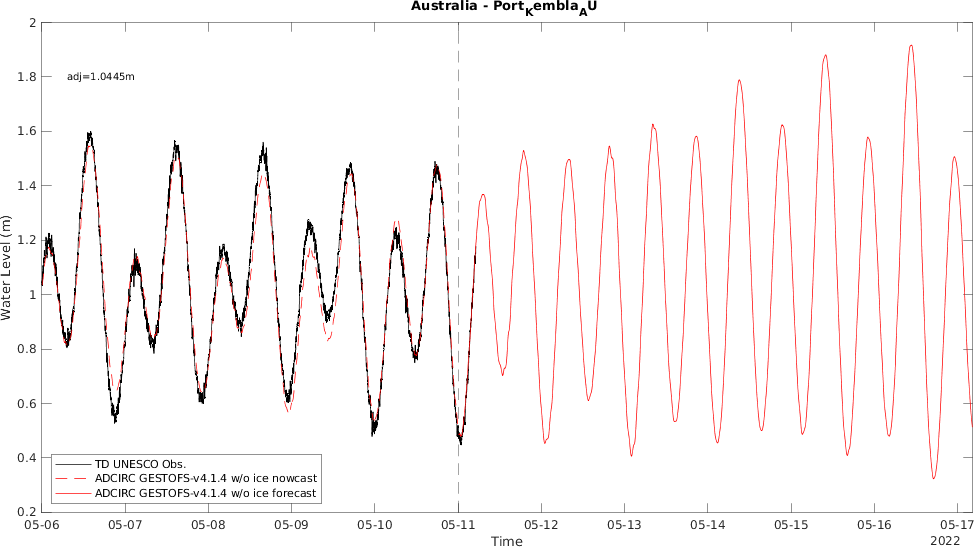 Australia - Port_Kembla_AU
2
1.8
1.6
1.4
1.2
1
0.8
0.6
0.4
0.2
Water Level (m)
adj=1.0445m
TD UNESCO Obs.
ADCIRC GESTOFS-v4.1.4 w/o ice nowcast
ADCIRC GESTOFS-v4.1.4 w/o ice forecast
05-06 05-07 05-08 05-09 05-10 05-11 05-12 05-13 05-14 05-15 05-16 05-17
Time
2022